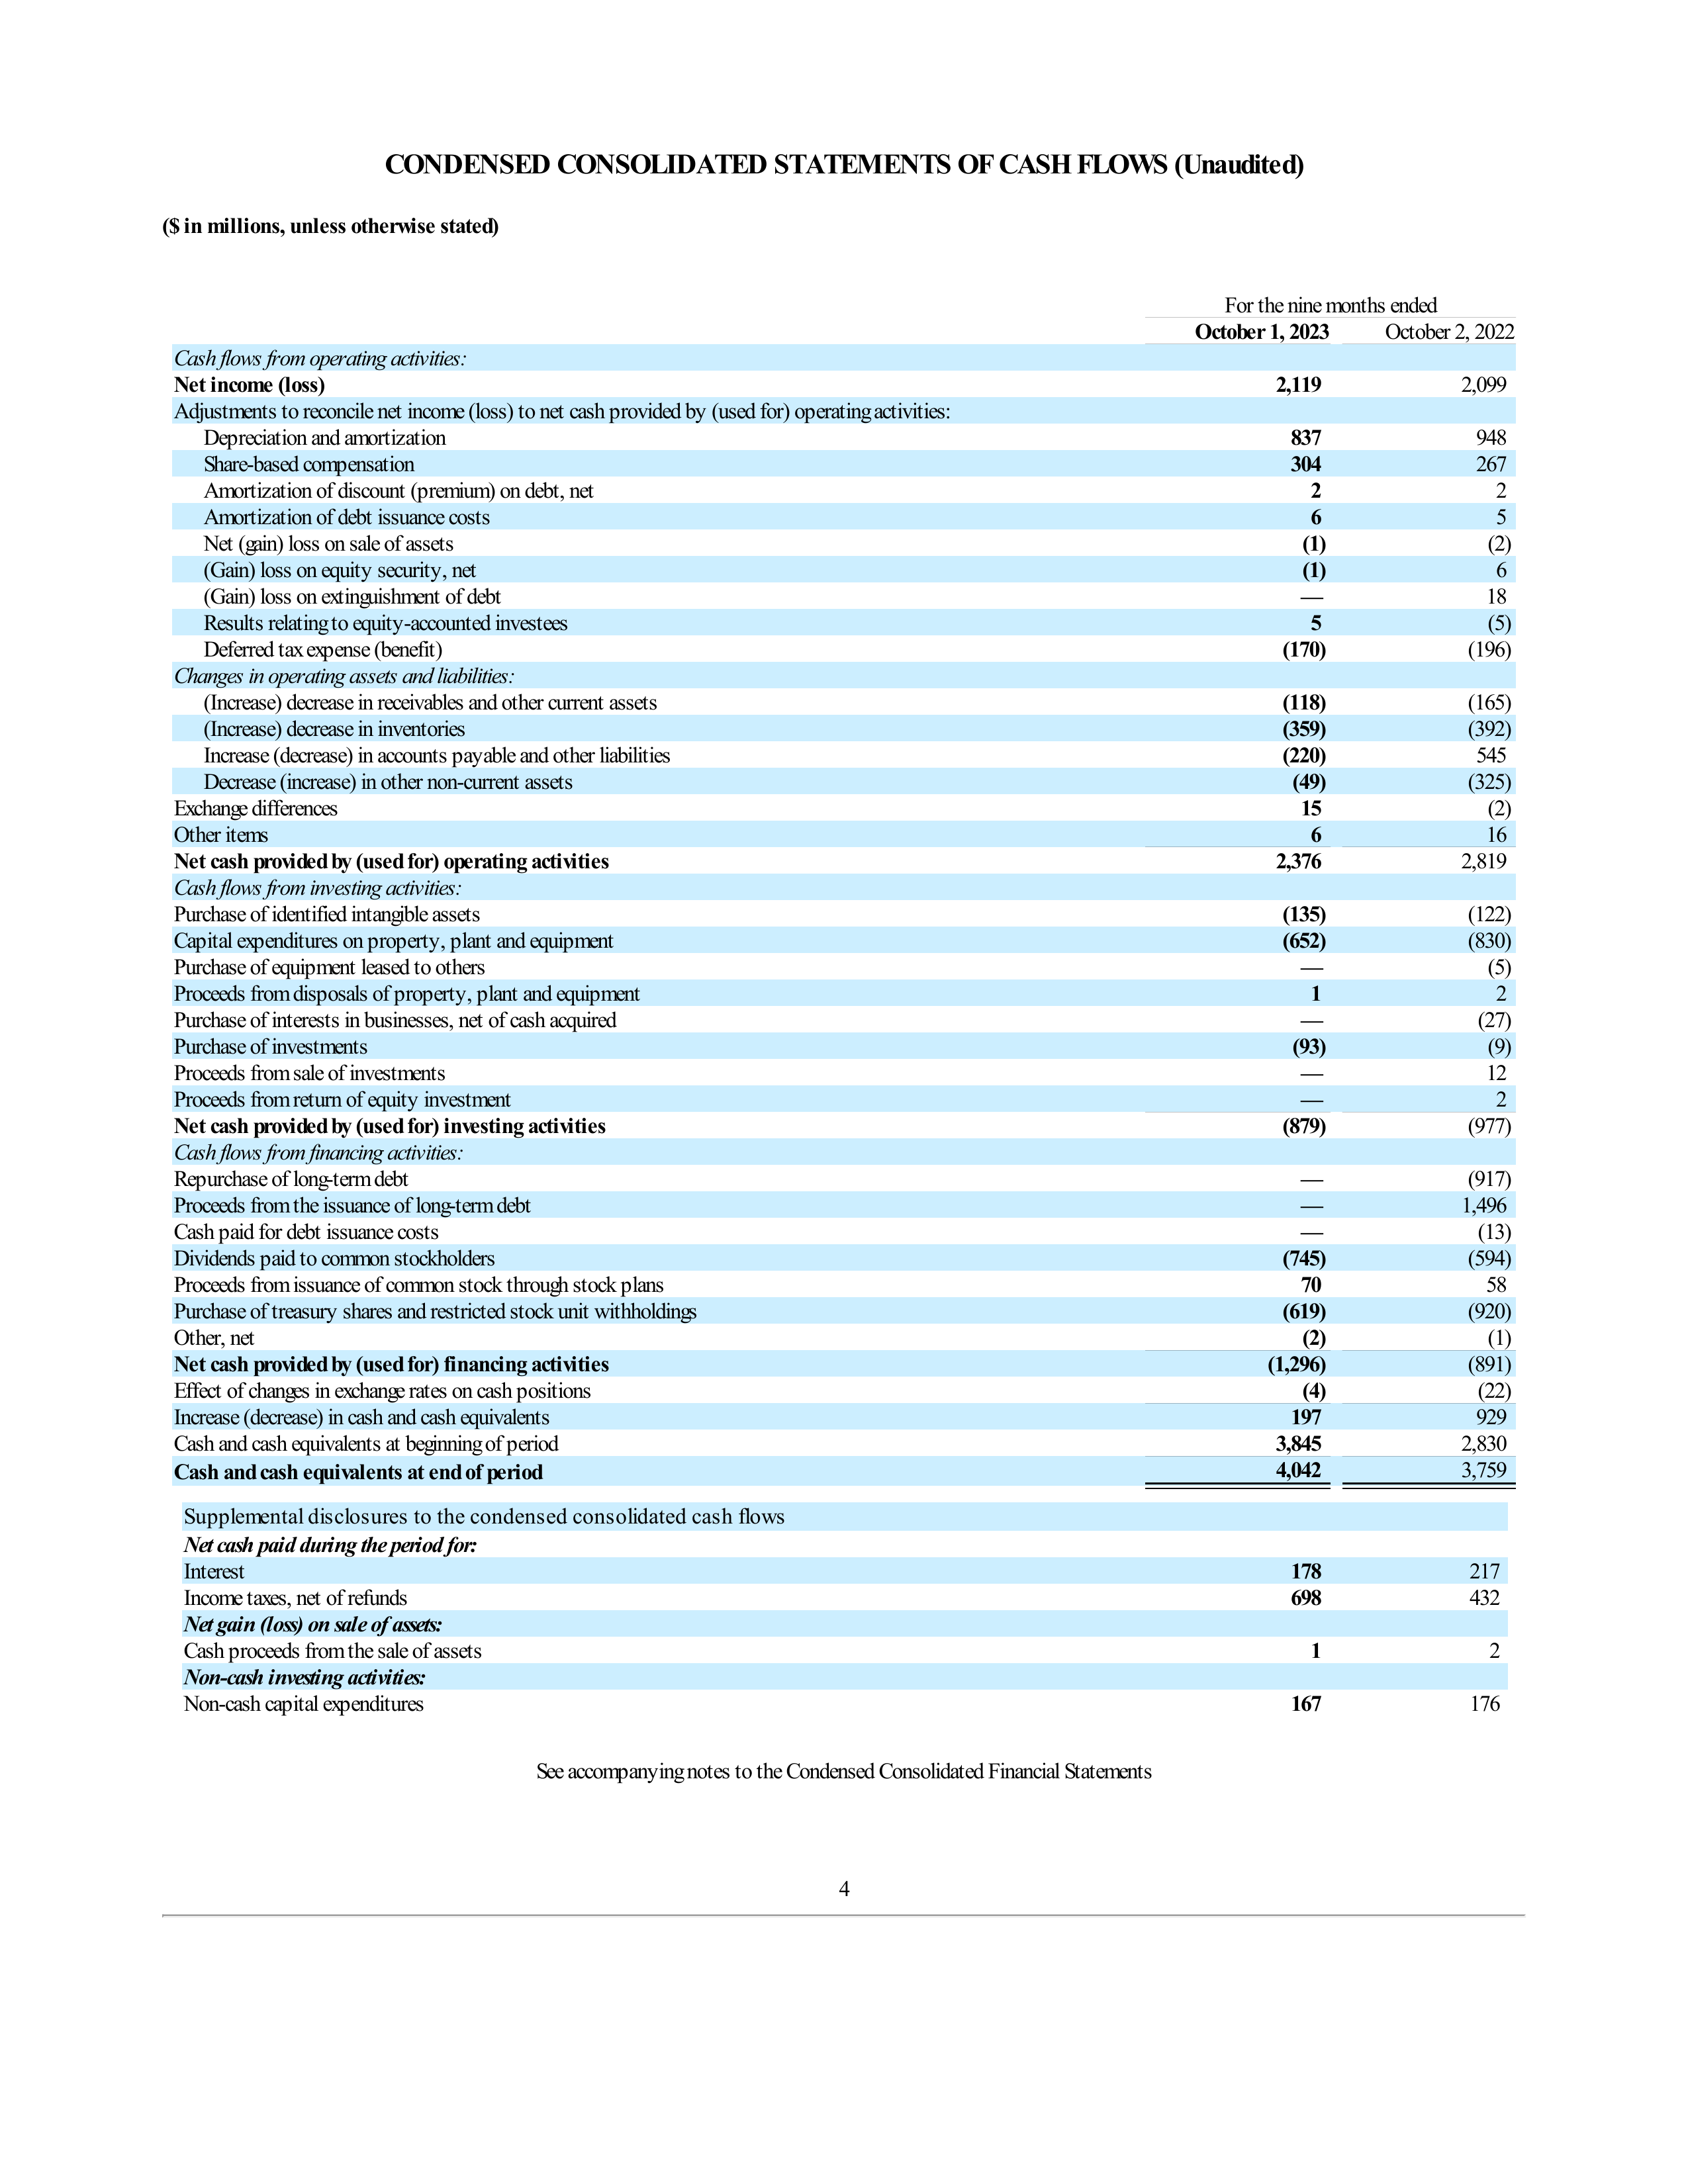 CONDENSED CONSOLIDATED STATEMENTS OF CASH FLOWS (Unaudited)
($ in millions, unless otherwise stated)
For the nine months ended
October 1, 2023 October 2, 2022
Cash flows from operating activities:
Net income (loss) 2,119 2,099
Adjustments to reconcile net income (loss) to net cash provided by (used for) operating activities:
Depreciation and amortization 837 948
Share-based compensation 304 267
Amortization of discount (premium) on debt, net 2 2
Amortization of debt issuance costs 6 5
Net (gain) loss on sale of assets (1) (2)
(Gain) loss on equity security, net (1) 6
(Gain) loss on extinguishment of debt — 18
Results relating to equity-accounted investees 5 (5)
Deferred tax expense (benefit) (170) (196)
Changes in operating assets and liabilities:
(Increase) decrease in receivables and other current assets (118) (165)
(Increase) decrease in inventories (359) (392)
Increase (decrease) in accounts payable and other liabilities (220) 545
Decrease (increase) in other non-current assets (49) (325)
Exchange differences 15 (2)
Other items 6 16
Net cash provided by (used for) operating activities 2,376 2,819
Cash flows from investing activities:
Purchase of identified intangible assets (135) (122)
Capital expenditures on property, plant and equipment (652) (830)
Purchase of equipment leased to others — (5)
Proceeds from disposals of property, plant and equipment 1 2
Purchase of interests in businesses, net of cash acquired — (27)
Purchase of investments (93) (9)
Proceeds from sale of investments — 12
Proceeds from return of equity investment — 2
Net cash provided by (used for) investing activities (879) (977)
Cash flows from financing activities:
Repurchase of long-term debt — (917)
Proceeds from the issuance of long-term debt — 1,496
Cash paid for debt issuance costs — (13)
Dividends paid to common stockholders (745) (594)
Proceeds from issuance of common stock through stock plans 70 58
Purchase of treasury shares and restricted stock unit withholdings (619) (920)
Other, net (2) (1)
Net cash provided by (used for) financing activities (1,296) (891)
Effect of changes in exchange rates on cash positions (4) (22)
Increase (decrease) in cash and cash equivalents 197 929
Cash and cash equivalents at beginning of period 3,845 2,830
Cash and cash equivalents at end of period 4,042 3,759
Supplemental disclosures to the condensed consolidated cash flows
Net cash paid during the period for:
Interest 178 217
Income taxes, net of refunds 698 432
Net gain (loss) on sale of assets:
Cash proceeds from the sale of assets 1 2
Non-cash investing activities:
Non-cash capital expenditures 167 176
See accompanying notes to the Condensed Consolidated Financial Statements
4